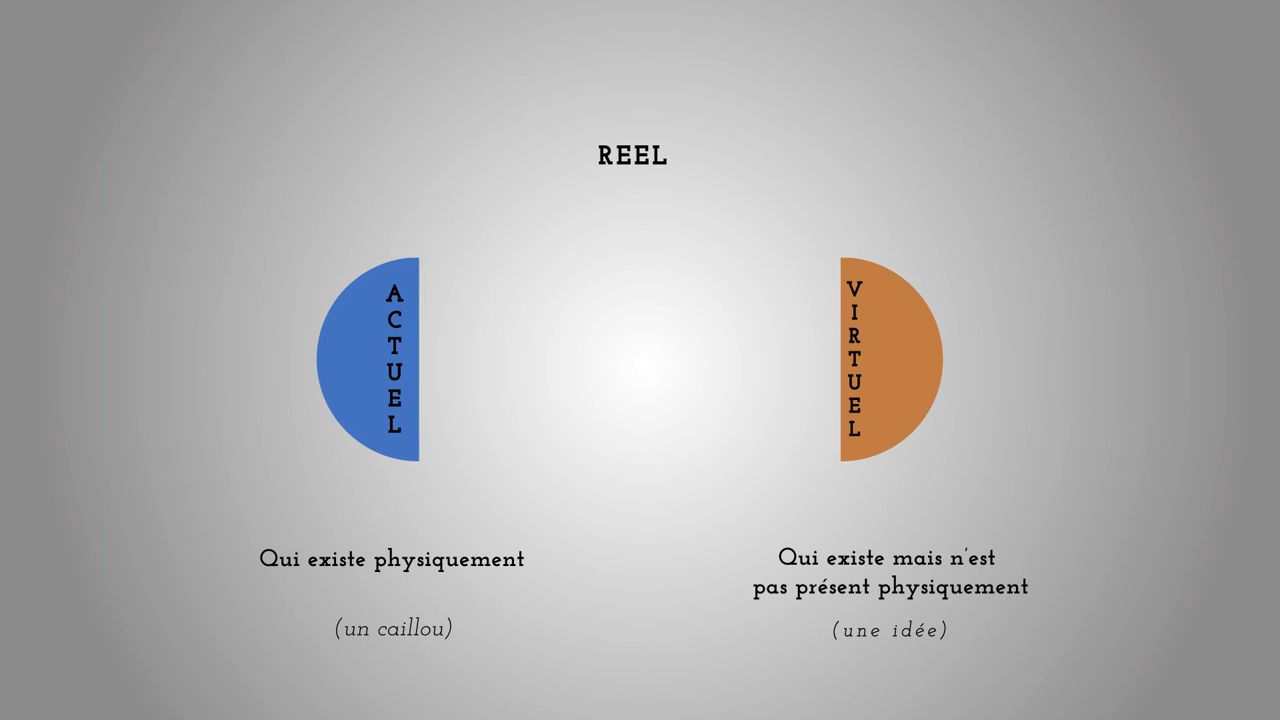 REEL
ACTUEL
VIRTUEL
Qui existe physiquement
(un caillou)
Qui existe mais n'est
pas présent physiquement
(une idée)